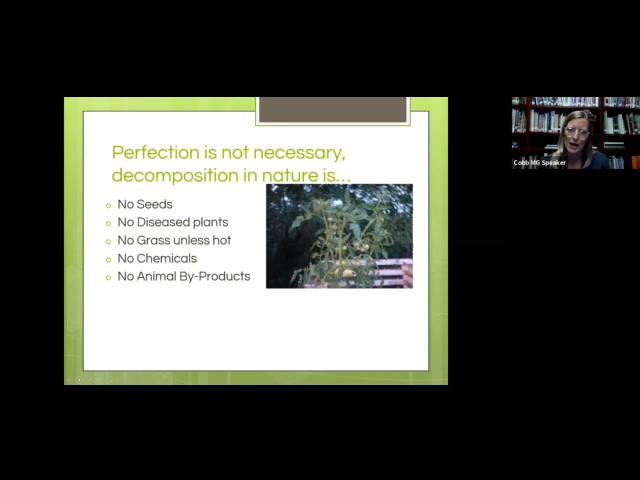 Perfection is not necessary,
decomposition in nature is...
No Seeds
No Diseased plants
No Grass unless hot
No Chemicals
No Animal By-Products
Cobb MG Speaker